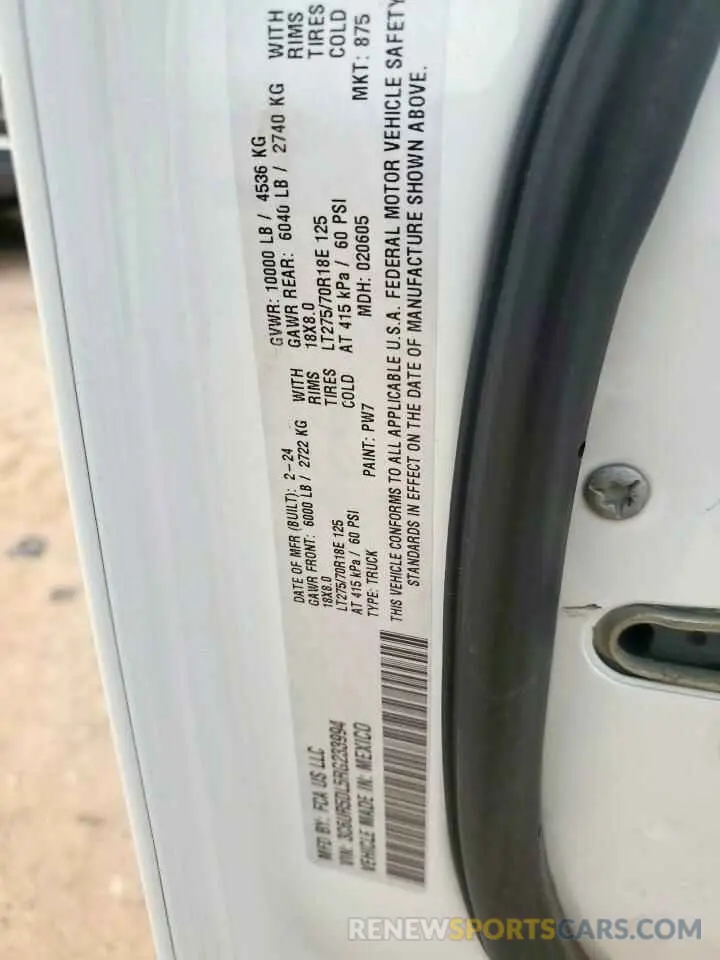 MFD BY: FCA US LLC
DATE OF MFR (BUILT): 2-24
GVWR: 10000 LB / 4536 KG
GAWR FRONT: 6000 LB / 2722 KG
WITH
GAWR REAR: 6040 LB / 2740 KG
WITH
18X8.0
RIMS
18X8.0
RIMS
LT275/70R18E 125
TIRES
LT275/70R18E 125
TIRES
AT 415 kPa / 60 PSI
COLD
AT 415 kPa / 60 PSI
COLD
VIN: 3C6UR5DL5RG233994
TYPE: TRUCK
PAINT: PW7
MDH: 020605
MKT: 875
VEHICLE MADE IN: MEXICO
THIS VEHICLE CONFORMS TO ALL APPLICABLE U.S.A. FEDERAL MOTOR VEHICLE SAFETY
STANDARDS IN EFFECT ON THE DATE OF MANUFACTURE SHOWN ABOVE.
RENEWSPORTSCARS.COM